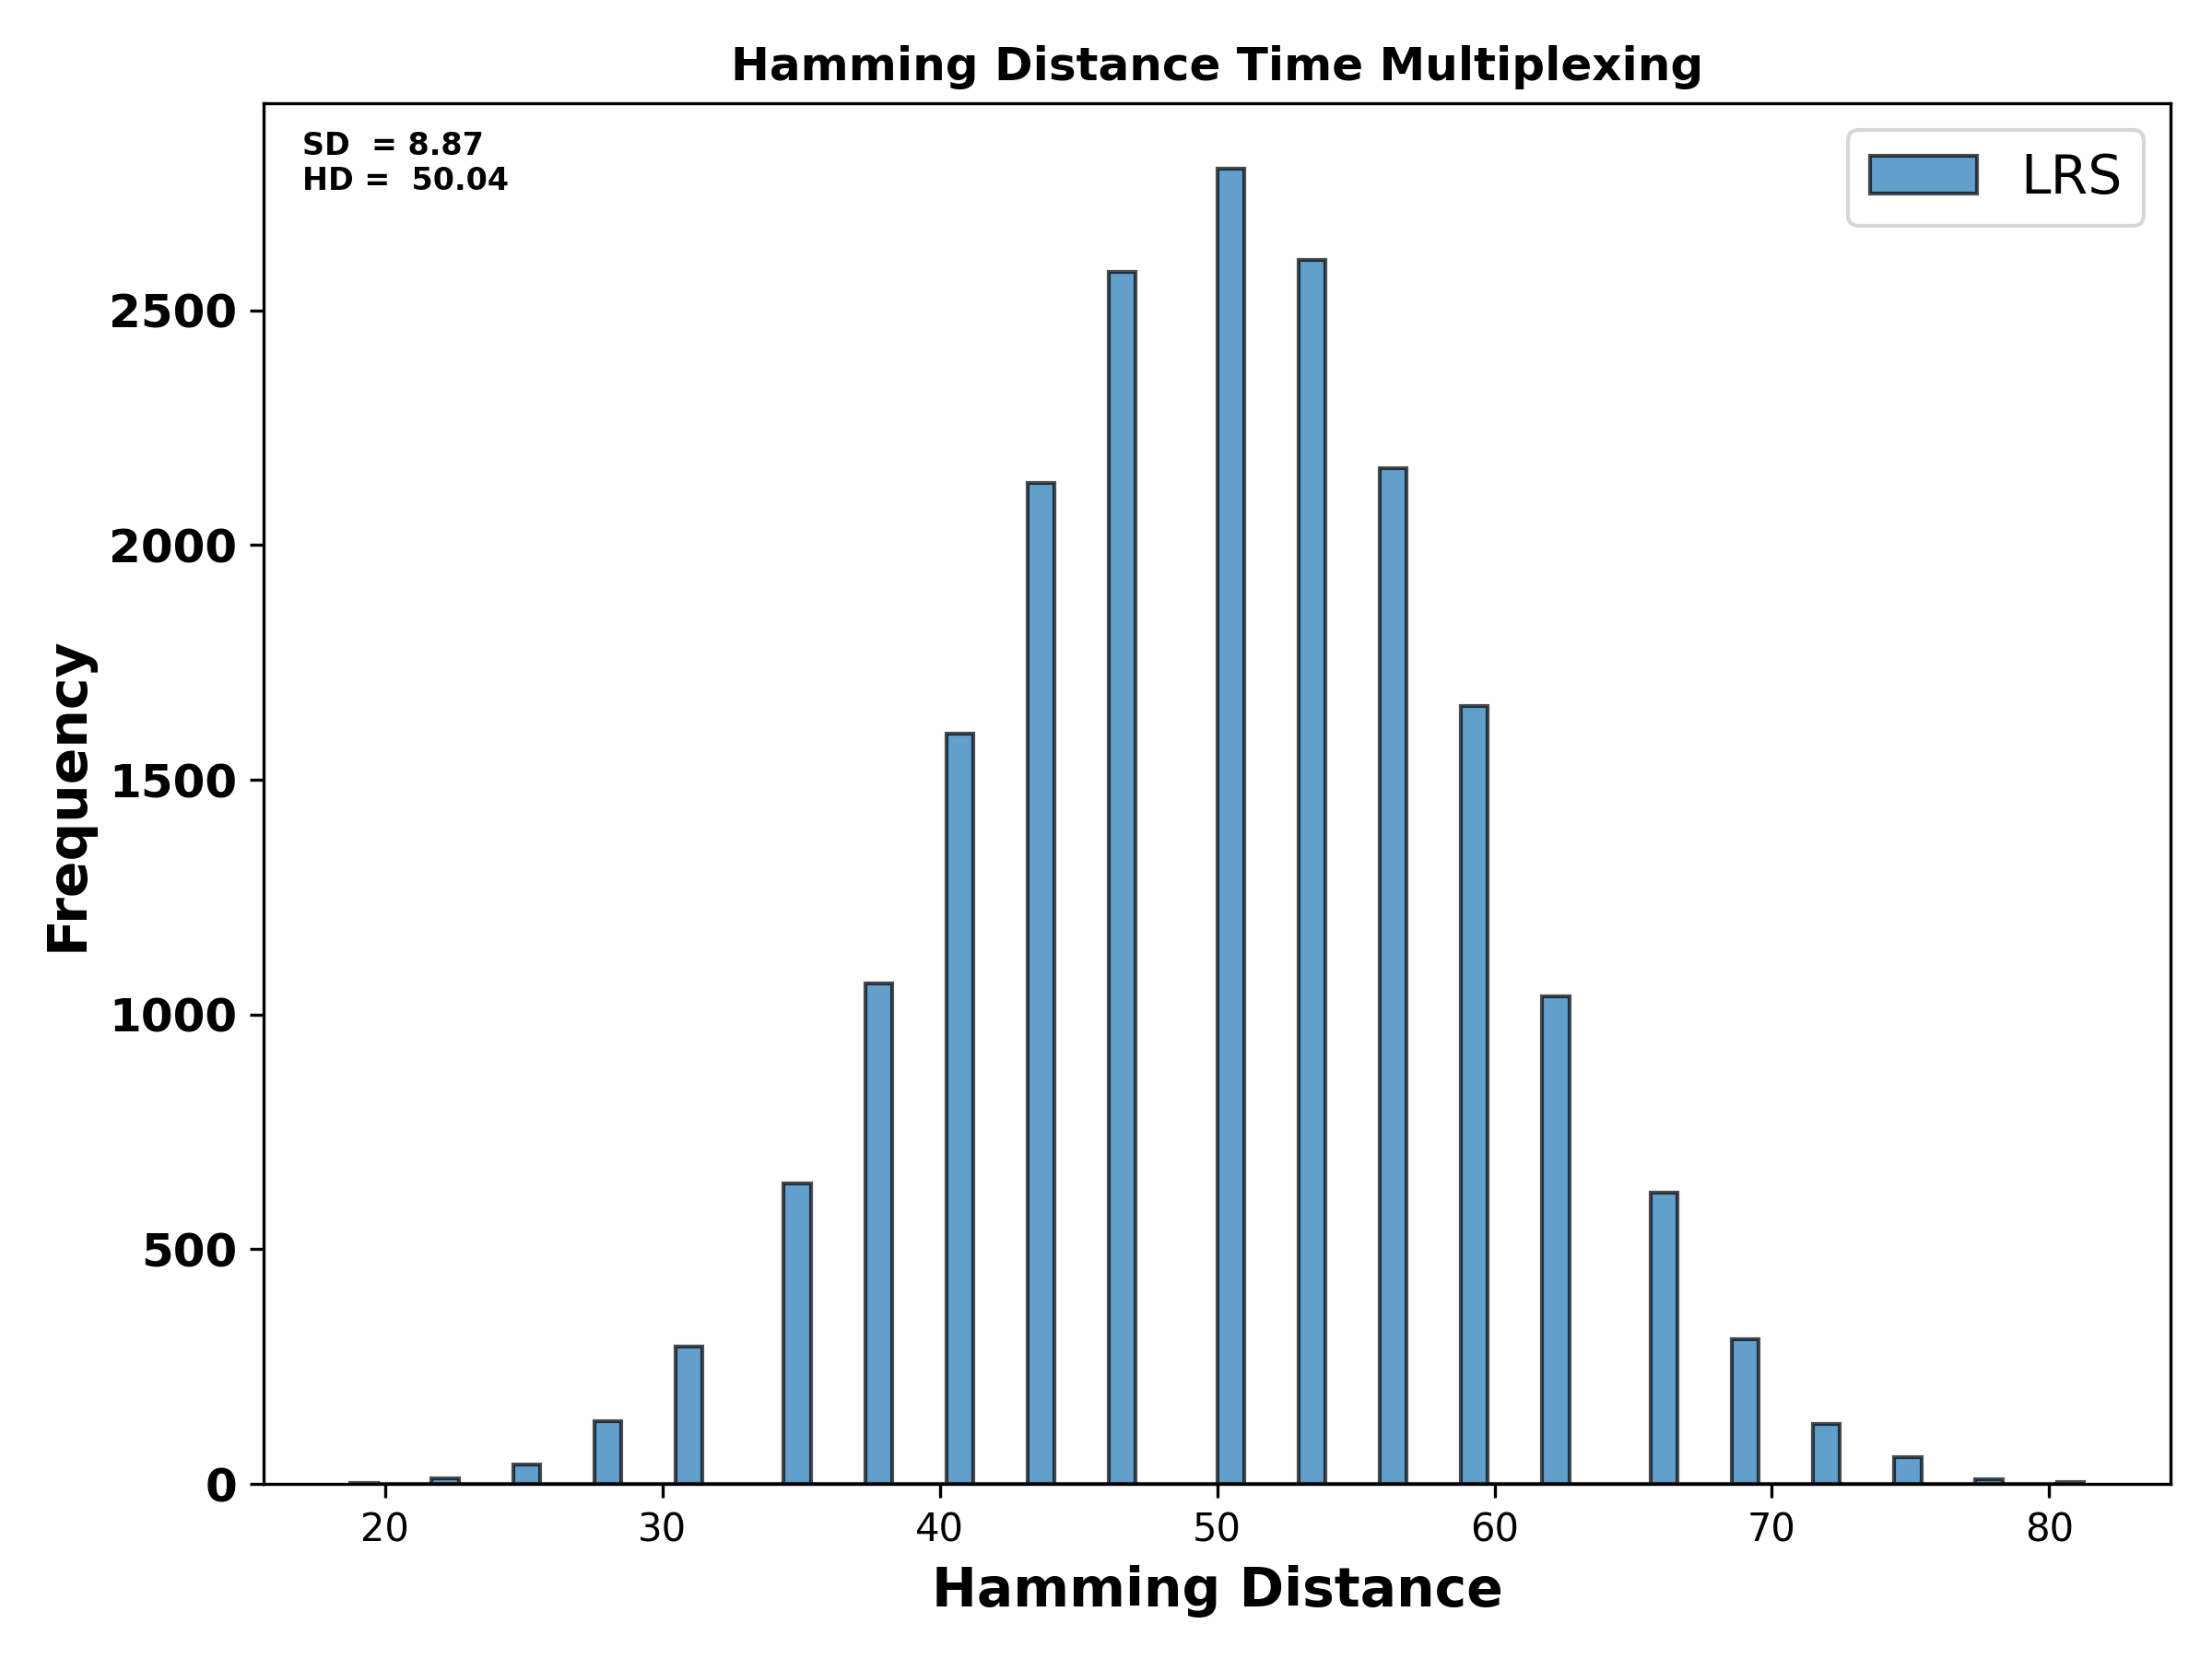 Hamming Distance Time Multiplexing
SD  = 8.87
HD =  50.04
LRS
2500
2000
1500
1000
500
0
Frequency
20 30 40 50 60 70 80
Hamming Distance